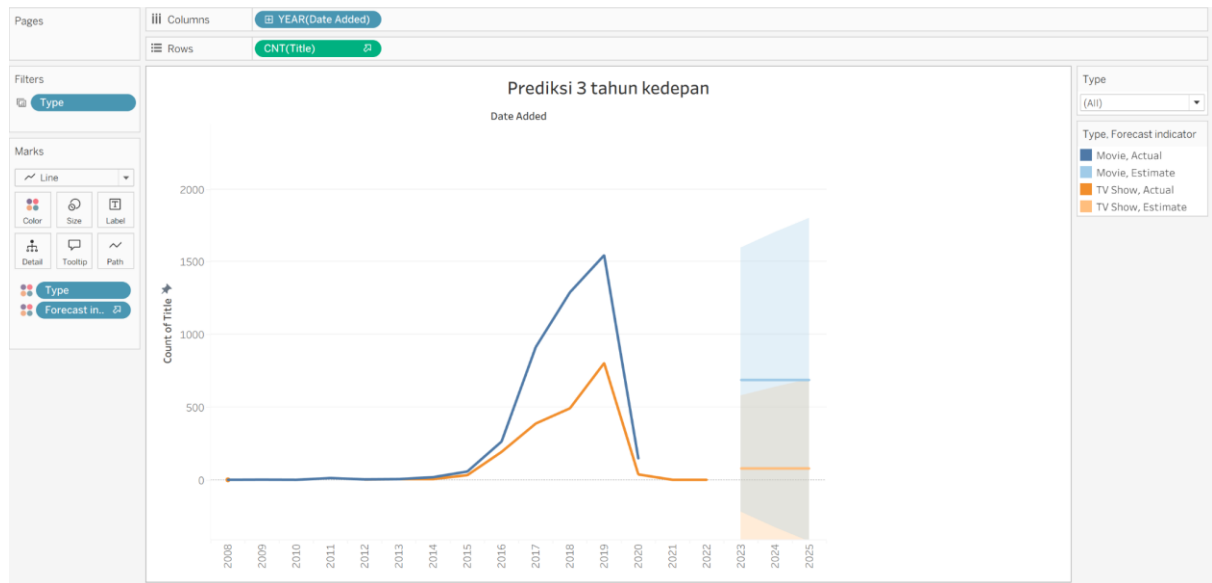 Pages
Columns
YEAR(Date Added)
Rows
CNT(Title)
Filters
Type
Marks
Line
Color
Size
Label
Detail
Tooltip
Path
Type
Forecast in..
Prediksi 3 tahun kedepan
Date Added
Count of Title
2000
1500
1000
500
0
2008
2009
2010
2011
2012
2013
2014
2015
2016
2017
2018
2019
2020
2021
2022
2023
2024
2025
Type
(All)
Type, Forecast indicator
Movie, Actual
Movie, Estimate
TV Show, Actual
TV Show, Estimate